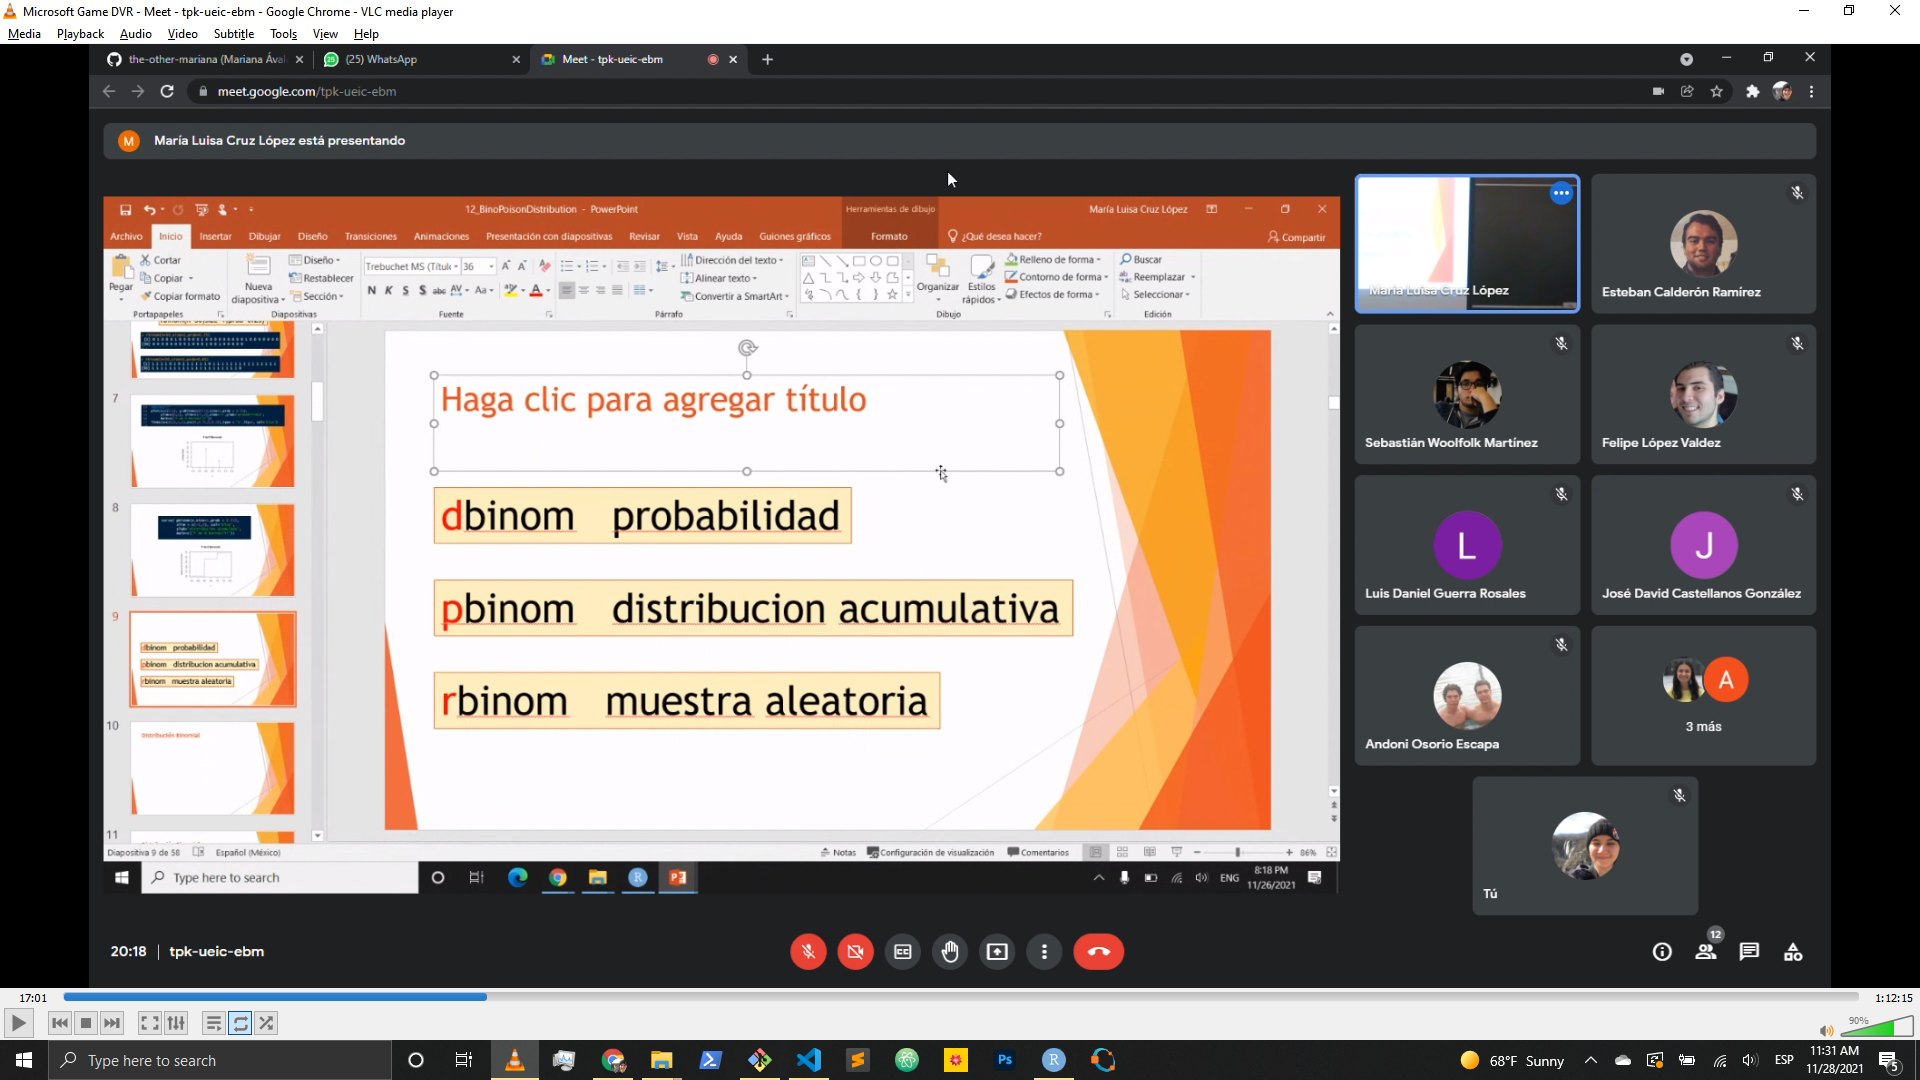 Microsoft Game DVR - Meet - tpk-ueic-ebm - Google Chrome - VLC media player
Media Playback Audio Video Subtitle Tools View Help
the-other-mariana (Mariana Ával
(25) WhatsApp
Meet - tpk-ueic-ebm
meet.google.com/tpk-ueic-ebm
M María Luisa Cruz López está presentando
12_BinoPoisonDistribution - PowerPoint
Herramientas de dibujo
María Luisa Cruz López
Archivo Inicio Insertar Dibujar Diseño Transiciones Animaciones Presentación con diapositivas Revisar Vista Ayuda Guiones gráficos Formato ¿Qué desea hacer? Compartir
Pegar
Cortar
Copiar
Copiar formato
Portapapeles
Nueva diapositiva
Diseño
Restablecer
Sección
Diapositivas
Trebuchet MS (Títul 36
N K S S abc AV Aa A
Fuente
Dirección del texto
Alinear texto
Convertir a SmartArt
Párrafo
Organizar
Estilos rápidos
Relleno de forma
Contorno de forma
Efectos de forma
Dibujo
Buscar
Reemplazar
Seleccionar
Edición
7
8
9
dbinom probabilidad
pbinom distribucion acumulativa
rbinom muestra aleatoria
10
Distribución Binomial
11
Haga clic para agregar título
dbinom probabilidad
pbinom distribucion acumulativa
rbinom muestra aleatoria
Diapositiva 9 de 58 Español (México) Notas Configuración de visualización Comentarios 86%
Type here to search
ENG
8:18 PM
11/26/2021
María Luisa Cruz López
Esteban Calderón Ramírez
Sebastián Woolfolk Martínez
Felipe López Valdez
L
Luis Daniel Guerra Rosales
J
José David Castellanos González
Andoni Osorio Escapa
A
3 más
Tú
20:18 | tpk-ueic-ebm
12
17:01
1:12:15
90%
Type here to search
Ps
R
68°F Sunny
ESP
11:31 AM
11/28/2021
5